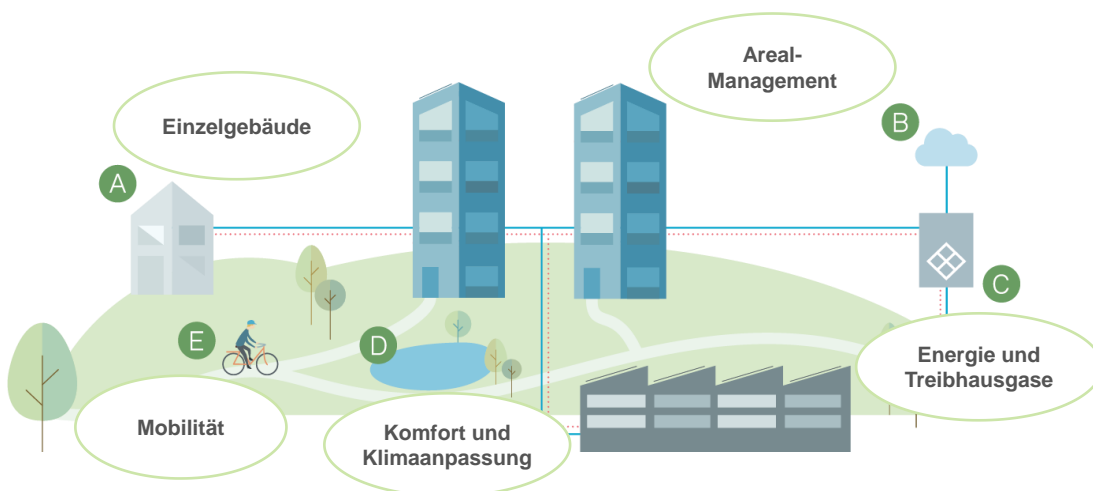 Areal-
Management
Einzelgebäude
B
A
C
E
D
Energie und
Treibhausgase
Mobilität
Komfort und
Klimaanpassung